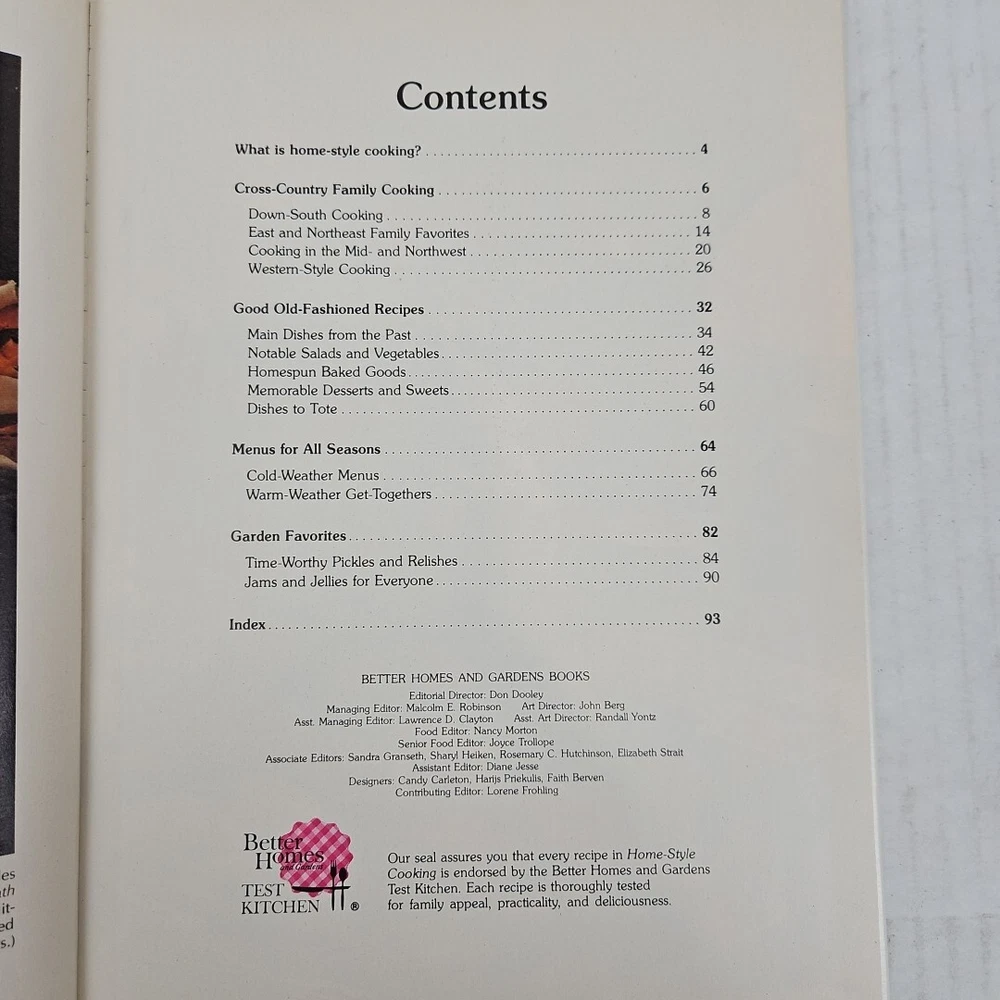 Contents
What is home-style cooking? 4
Cross-Country Family Cooking 6
Down-South Cooking 8
East and Northeast Family Favorites 14
Cooking in the Mid- and Northwest 20
Western-Style Cooking 26
Good Old-Fashioned Recipes 32
Main Dishes from the Past 34
Notable Salads and Vegetables 42
Homespun Baked Goods 46
Memorable Desserts and Sweets 54
Dishes to Tote 60
Menus for All Seasons 64
Cold-Weather Menus 66
Warm-Weather Get-Togethers 74
Garden Favorites 82
Time-Worthy Pickles and Relishes 84
Jams and Jellies for Everyone 90
Index 93
BETTER HOMES AND GARDENS BOOKS
Editorial Director: Don Dooley
Managing Editor: Malcolm E. Robinson Art Director: John Berg
Asst. Managing Editor: Lawrence D. Clayton Asst. Art Director: Randall Yontz
Food Editor: Nancy Morton
Senior Food Editor: Joyce Trollope
Associate Editors: Sandra Granseth, Sharyl Heiken, Rosemary C. Hutchinson, Elizabeth Strait
Assistant Editor: Diane Jesse
Designers: Candy Carleton, Harijs Priekulis, Faith Berven
Contributing Editor: Lorene Frohling
Better
Homes
and Gardens
TEST
KITCHEN ®
Our seal assures you that every recipe in Home-Style
Cooking is endorsed by the Better Homes and Gardens
Test Kitchen. Each recipe is thoroughly tested
for family appeal, practicality, and deliciousness.